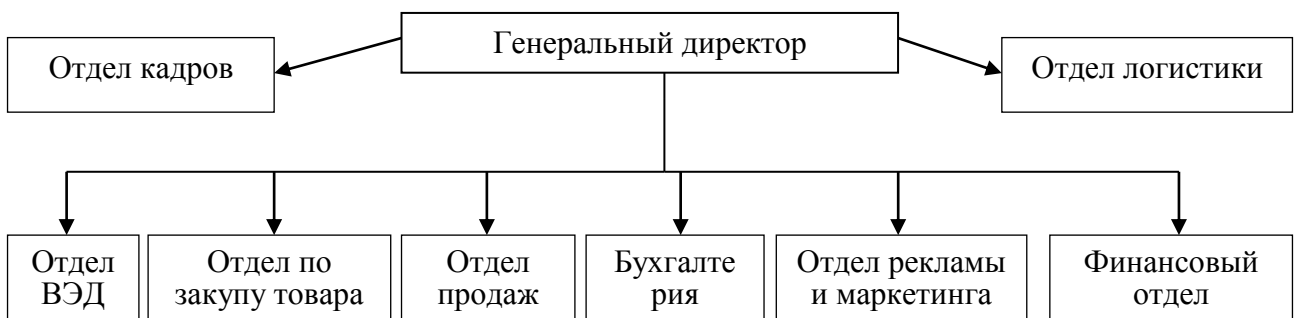 Генеральный директор
Отдел кадров
Отдел логистики
Отдел
ВЭД
Отдел по
закупу товара
Отдел
продаж
Бухгалте
рия
Отдел рекламы
и маркетинга
Финансовый
отдел